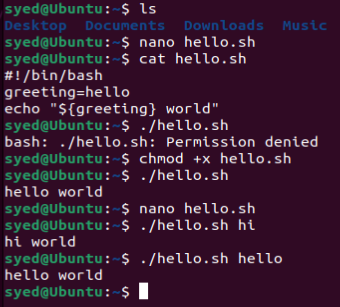 syed@Ubuntu:~$ ls
Desktop Documents Downloads Music
syed@Ubuntu:~$ nano hello.sh
syed@Ubuntu:~$ cat hello.sh
#!/bin/bash
greeting=hello
echo "${greeting} world"
syed@Ubuntu:~$ ./hello.sh
bash: ./hello.sh: Permission denied
syed@Ubuntu:~$ chmod +x hello.sh
syed@Ubuntu:~$ ./hello.sh
hello world
syed@Ubuntu:~$ nano hello.sh
syed@Ubuntu:~$ ./hello.sh hi
hi world
syed@Ubuntu:~$ ./hello.sh hello
hello world
syed@Ubuntu:~$